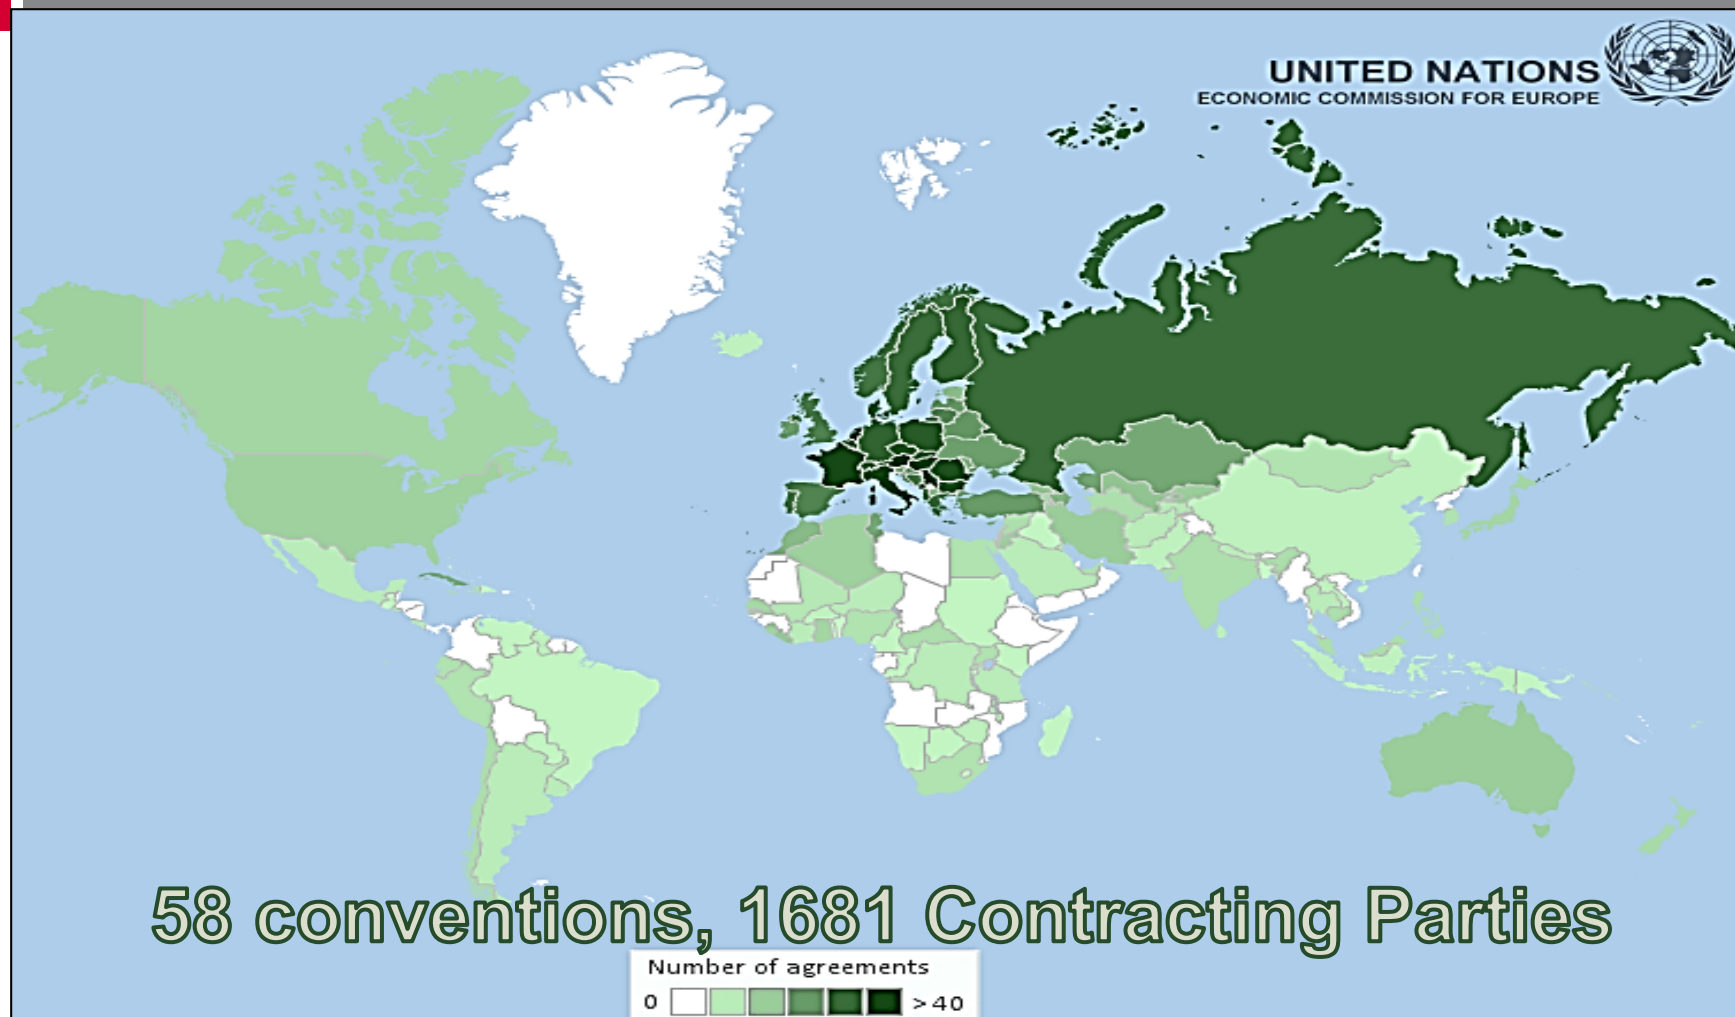 UNITED NATIONS
ECONOMIC COMMISSION FOR EUROPE
58 conventions, 1681 Contracting Parties
Number of agreements
0 >40